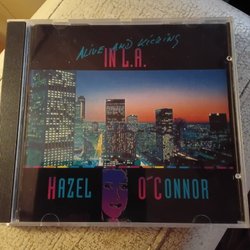 ALIVE AND KICKING
IN L.A.
HAZEL O'CONNOR